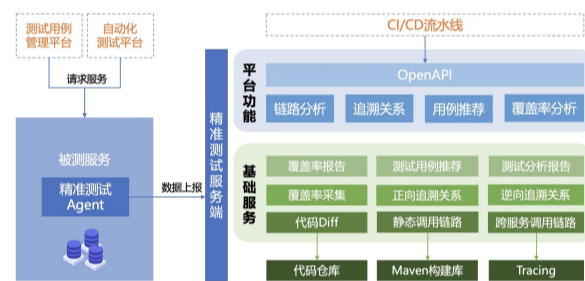 测试用例
管理平台
自动化
测试平台
请求服务
被测服务
精准测试
Agent
数据上报
精准测试服务端
CI/CD流水线
平台功能
OpenAPI
链路分析
追溯关系
用例推荐
覆盖率分析
基础服务
覆盖率报告
测试用例推荐
测试分析报告
覆盖率采集
正向追溯关系
逆向追溯关系
代码Diff
静态调用链路
跨服务调用链路
代码仓库
Maven构建库
Tracing